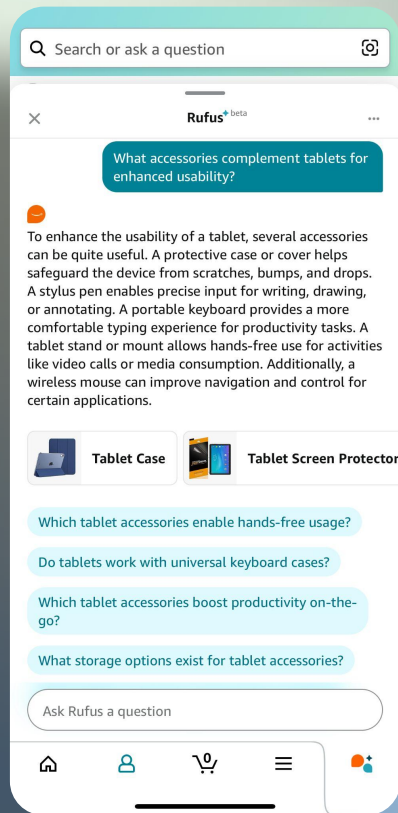 Search or ask a question
Rufus beta
What accessories complement tablets for
enhanced usability?
To enhance the usability of a tablet, several accessories
can be quite useful. A protective case or cover helps
safeguard the device from scratches, bumps, and drops.
A stylus pen enables precise input for writing, drawing,
or annotating. A portable keyboard provides a more
comfortable typing experience for productivity tasks. A
tablet stand or mount allows hands-free use for activities
like video calls or media consumption. Additionally, a
wireless mouse can improve navigation and control for
certain applications.
Tablet Case
Tablet Screen Protector
Which tablet accessories enable hands-free usage?
Do tablets work with universal keyboard cases?
Which tablet accessories boost productivity on-the-
go?
What storage options exist for tablet accessories?
Ask Rufus a question
0